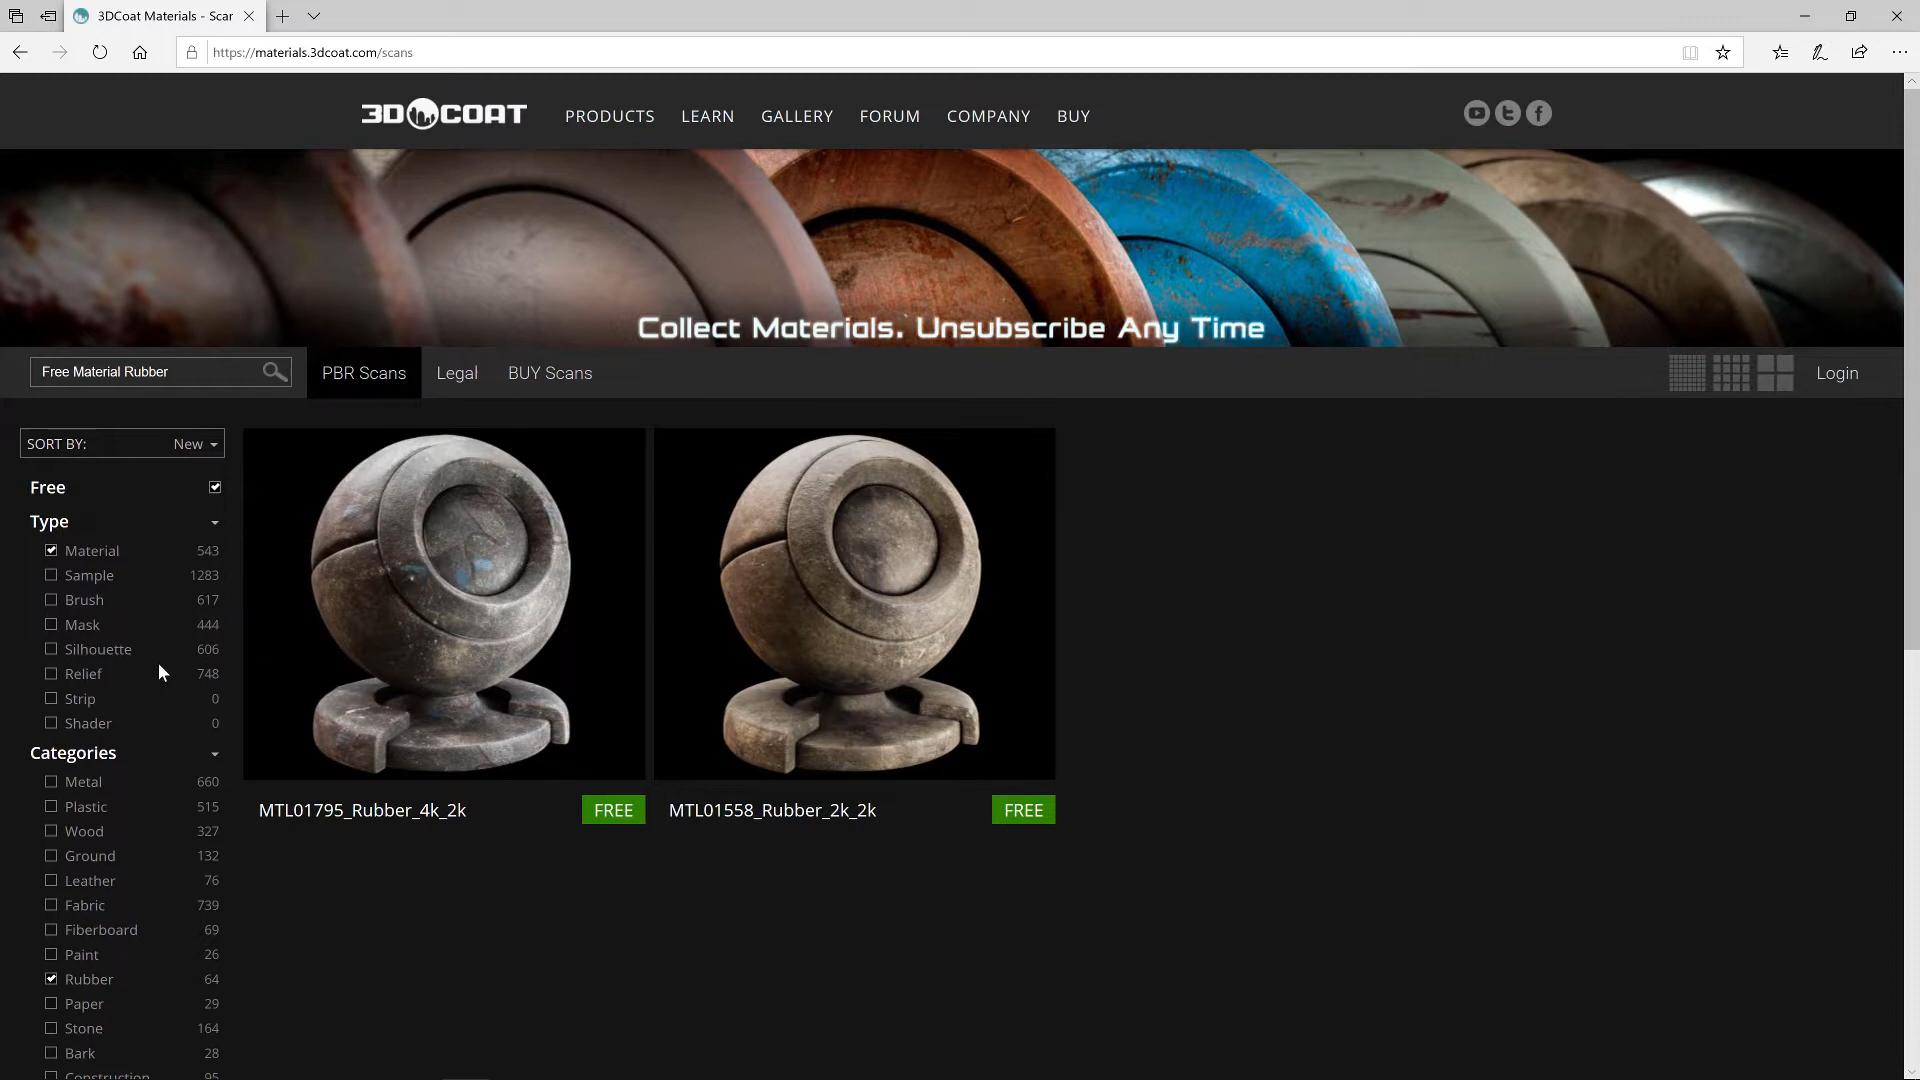 3DCoat Materials - Scar
https://materials.3dcoat.com/scans
3DCOAT
PRODUCTS
LEARN
GALLERY
FORUM
COMPANY
BUY
Collect Materials. Unsubscribe Any Time
Free Material Rubber
PBR Scans
Legal
BUY Scans
Login
SORT BY: New
Free
Type
Material 543
Sample 1283
Brush 617
Mask 444
Silhouette 606
Relief 748
Strip 0
Shader 0
Categories
Metal 660
Plastic 515
Wood 327
Ground 132
Leather 76
Fabric 739
Fiberboard 69
Paint 26
Rubber 64
Paper 29
Stone 164
Bark 28
Construction 95
MTL01795_Rubber_4k_2k
FREE
MTL01558_Rubber_2k_2k
FREE